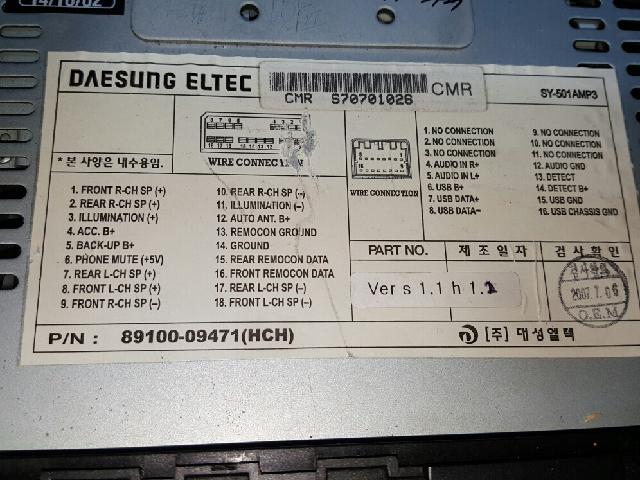 DAESUNG ELTEC
CMR S70701026
CMR
SY-501AMP3
* 본 사양은 내수용임.
WIRE CONNECTION
WIRE CONNECTION
1. FRONT R-CH SP (+)
2. REAR R-CH SP (+)
3. ILLUMINATION (+)
4. ACC. B+
5. BACK-UP B+
6. PHONE MUTE (+5V)
7. REAR L-CH SP (+)
8. FRONT L-CH SP (+)
9. FRONT L-CH SP (-)
10. REAR R-CH SP (-)
11. ILLUMINATION (-)
12. AUTO ANT. B+
13. REMOCON GROUND
14. GROUND
15. REAR REMOCON DATA
16. FRONT REMOCON DATA
17. REAR L-CH SP (-)
18. FRONT L-CH SP (-)
1. NO CONNECTION
2. NO CONNECTION
3. NO CONNECTION
4. AUDIO IN R+
5. AUDIO IN L+
6. USB B+
7. USB DATA+
8. USB DATA-
9. NO CONNECTION
10. NO CONNECTION
11. NO CONNECTION
12. AUDIO GND
13. DETECT
14. DETECT B+
15. USB GND
16. USB CHASSIS GND
PART NO.
제 조 일 자
검 사 확 인
Ver s 1.1 h 1.2
2007. 7. 06
O.E.M
P/N : 89100-09471(HCH)
[주] 대성엘텍